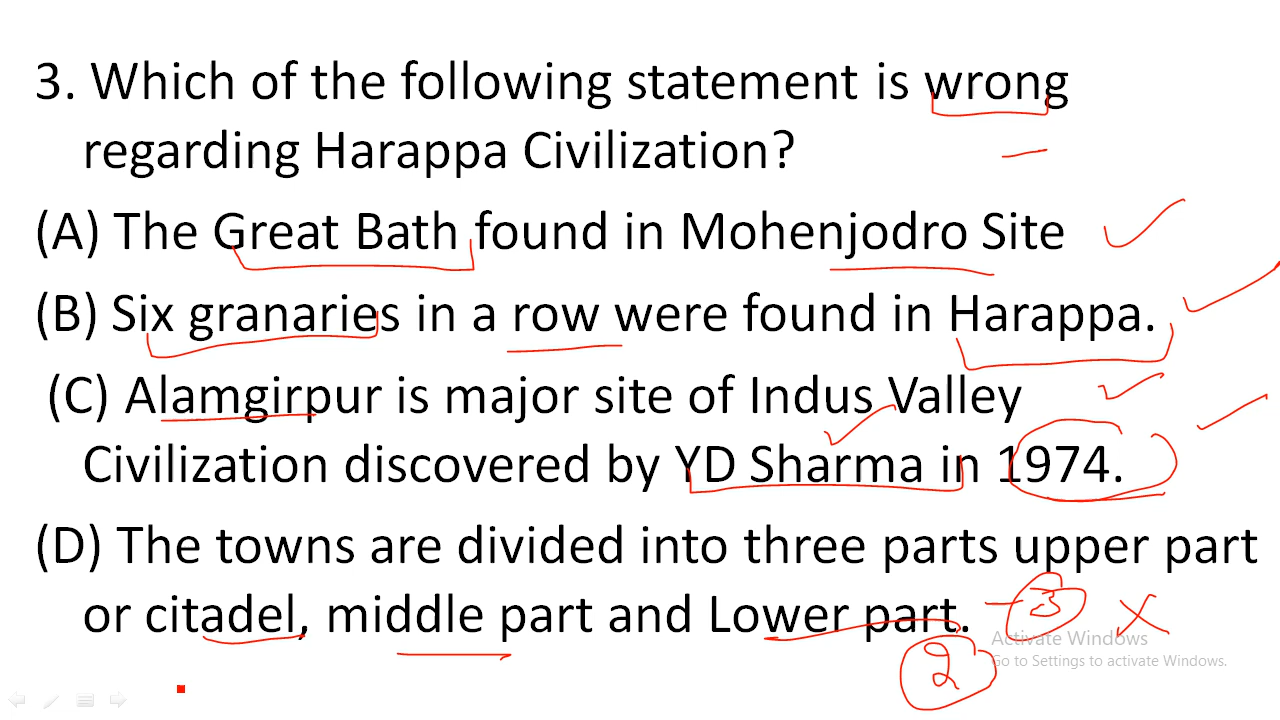 3. Which of the following statement is wrong
regarding Harappa Civilization?
(A) The Great Bath found in Mohenjodro Site
(B) Six granaries in a row were found in Harappa.
(C) Alamgirpur is major site of Indus Valley
Civilization discovered by YD Sharma in 1974.
(D) The towns are divided into three parts upper part
or citadel, middle part and Lower part. - 3
2
Activate Windows
Go to Settings to activate Windows.